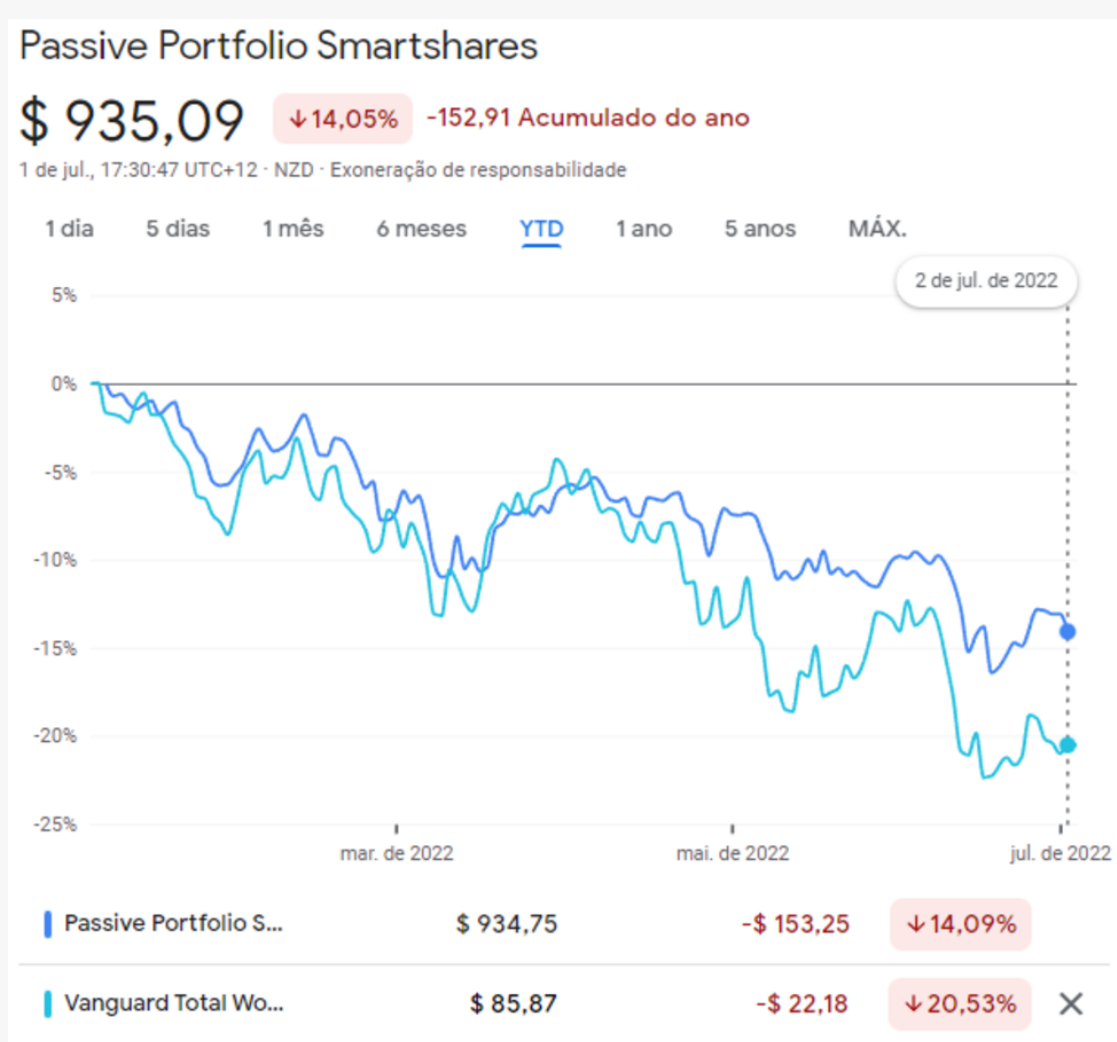 Passive Portfolio Smartshares
$ 935,09 ↓14,05% -152,91 Acumulado do ano
1 de jul., 17:30:47 UTC+12 · NZD · Exoneração de responsabilidade
1 dia 5 dias 1 mês 6 meses YTD 1 ano 5 anos MÁX.
2 de jul. de 2022
5%
0%
-5%
-10%
-15%
-20%
-25%
mar. de 2022 mai. de 2022 jul. de 2022
Passive Portfolio S... $ 934,75 -$ 153,25 ↓14,09%
Vanguard Total Wo... $ 85,87 -$ 22,18 ↓20,53%